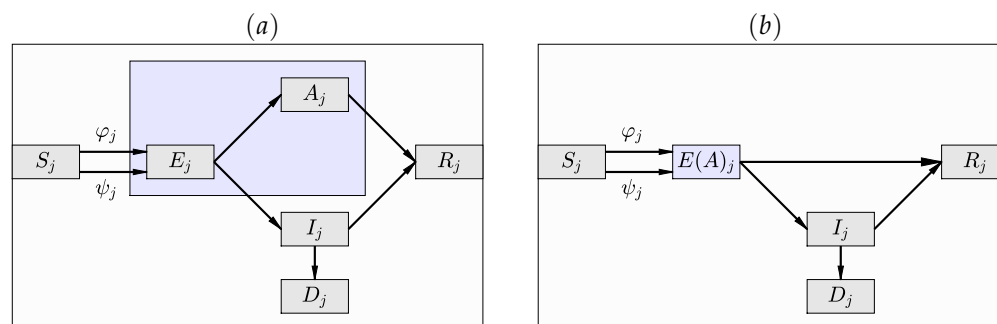 (a) (b)
A_j
φ_j φ_j
S_j E_j R_j S_j E(A)_j R_j
ψ_j ψ_j
I_j I_j
D_j D_j